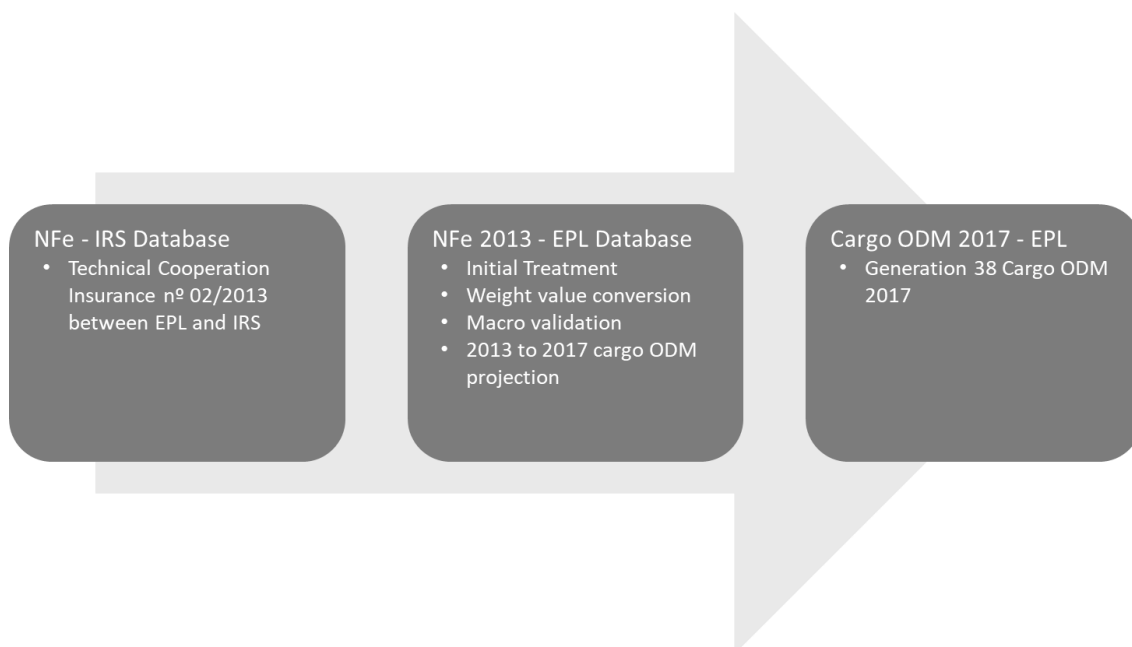 NFe - IRS Database
• Technical Cooperation
Insurance nº 02/2013
between EPL and IRS
NFe 2013 - EPL Database
• Initial Treatment
• Weight value conversion
• Macro validation
• 2013 to 2017 cargo ODM
projection
Cargo ODM 2017 - EPL
• Generation 38 Cargo ODM
2017